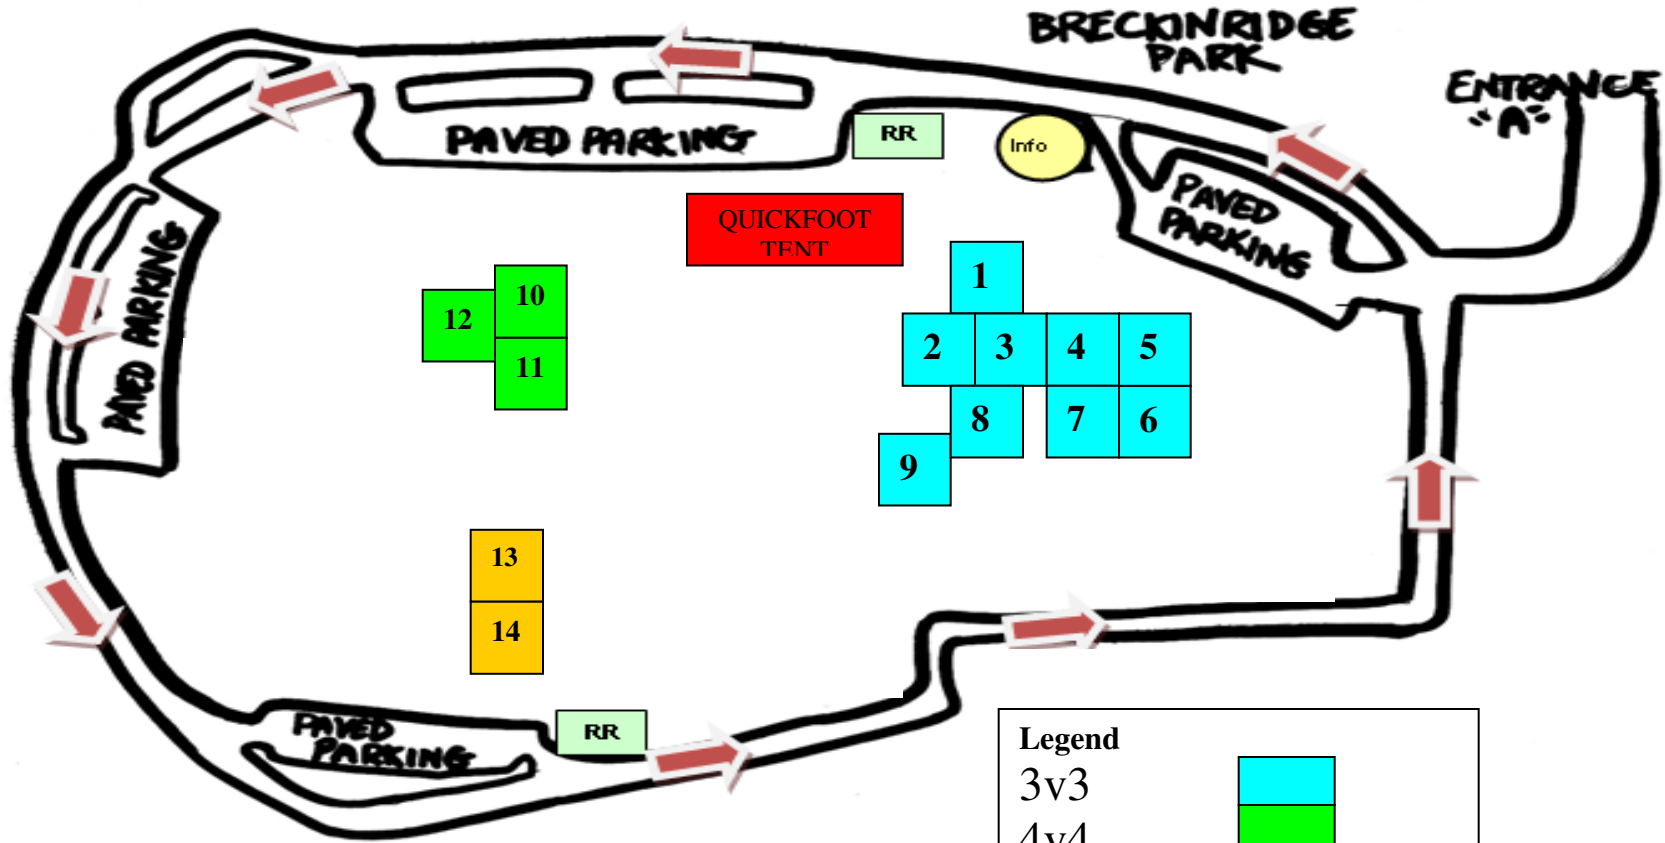 BRECKINRIDGE
PARK
ENTRANCE
"A"
PAVED PARKING
RR
Info
PAVED
PARKING
QUICKFOOT
TENT
PAVED PARKING
1
2 3 4 5
8 7 6
9
10
12
11
13
14
PAVED
PARKING
RR
Legend
3v3
4v4